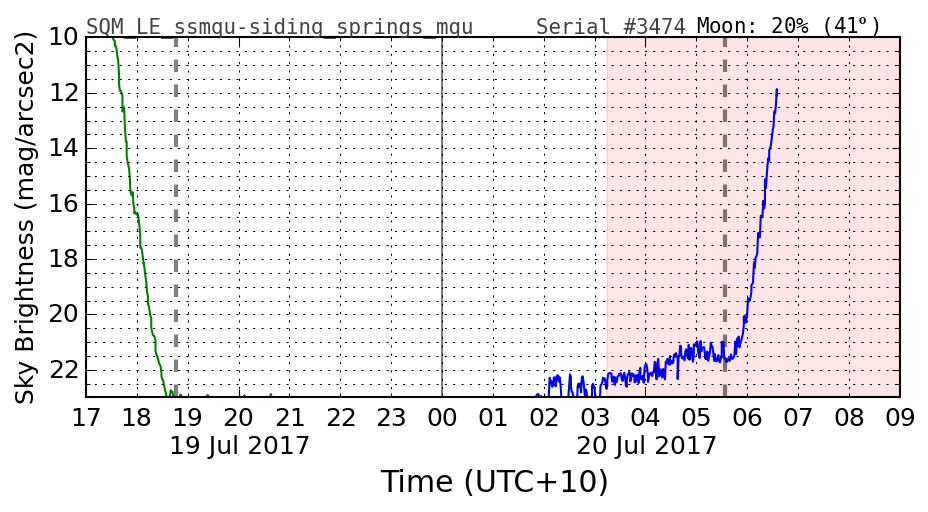 SQM_LE_ssmqu-siding_springs_mqu Serial #3474 Moon: 20% (41°)
Sky Brightness (mag/arcsec2)
10
12
14
16
18
20
22
17 18 19 20 21 22 23 00 01 02 03 04 05 06 07 08 09
19 Jul 2017 20 Jul 2017
Time (UTC+10)